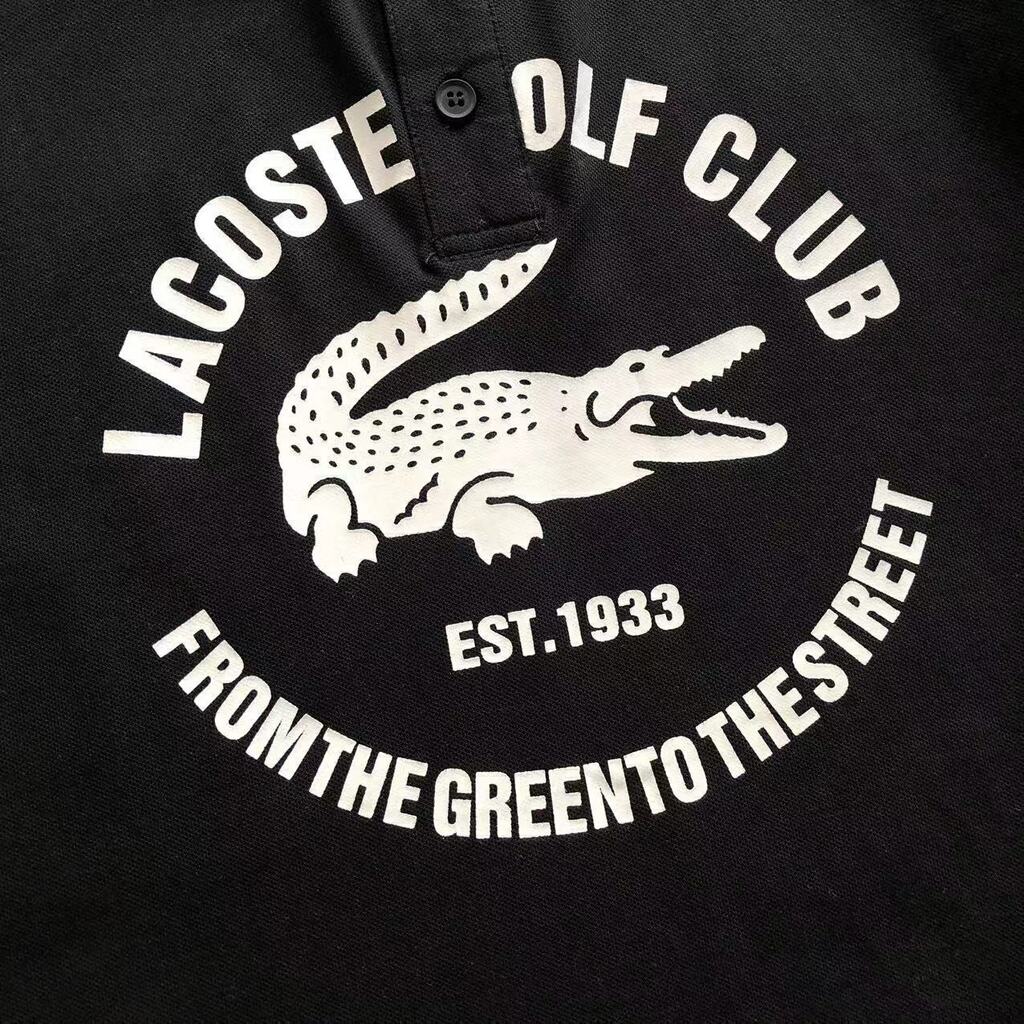 LACOSTE OLF CLUB
EST.1933
FROM THE GREEN TO THE STREET